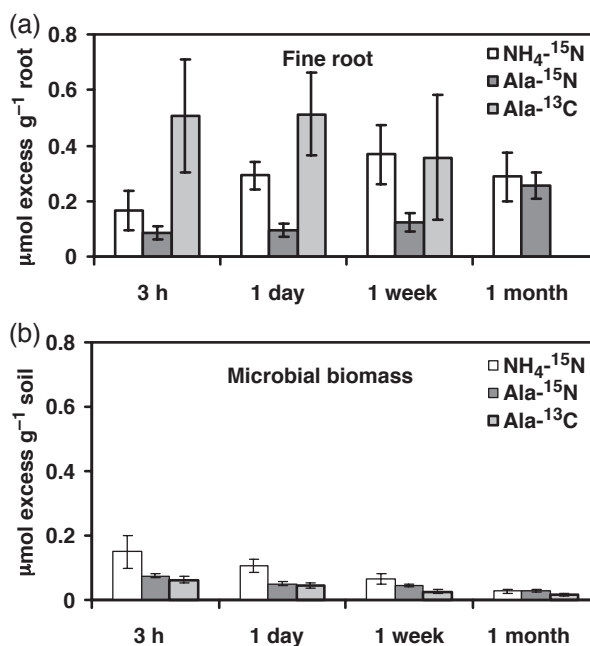 (a)
0.8
0.6
0.4
0.2
0
μmol excess g⁻¹ root
Fine root
NH₄-¹⁵N
Ala-¹⁵N
Ala-¹³C
3 h 1 day 1 week 1 month
(b)
0.8
0.6
0.4
0.2
0
μmol excess g⁻¹ soil
Microbial biomass
NH₄-¹⁵N
Ala-¹⁵N
Ala-¹³C
3 h 1 day 1 week 1 month